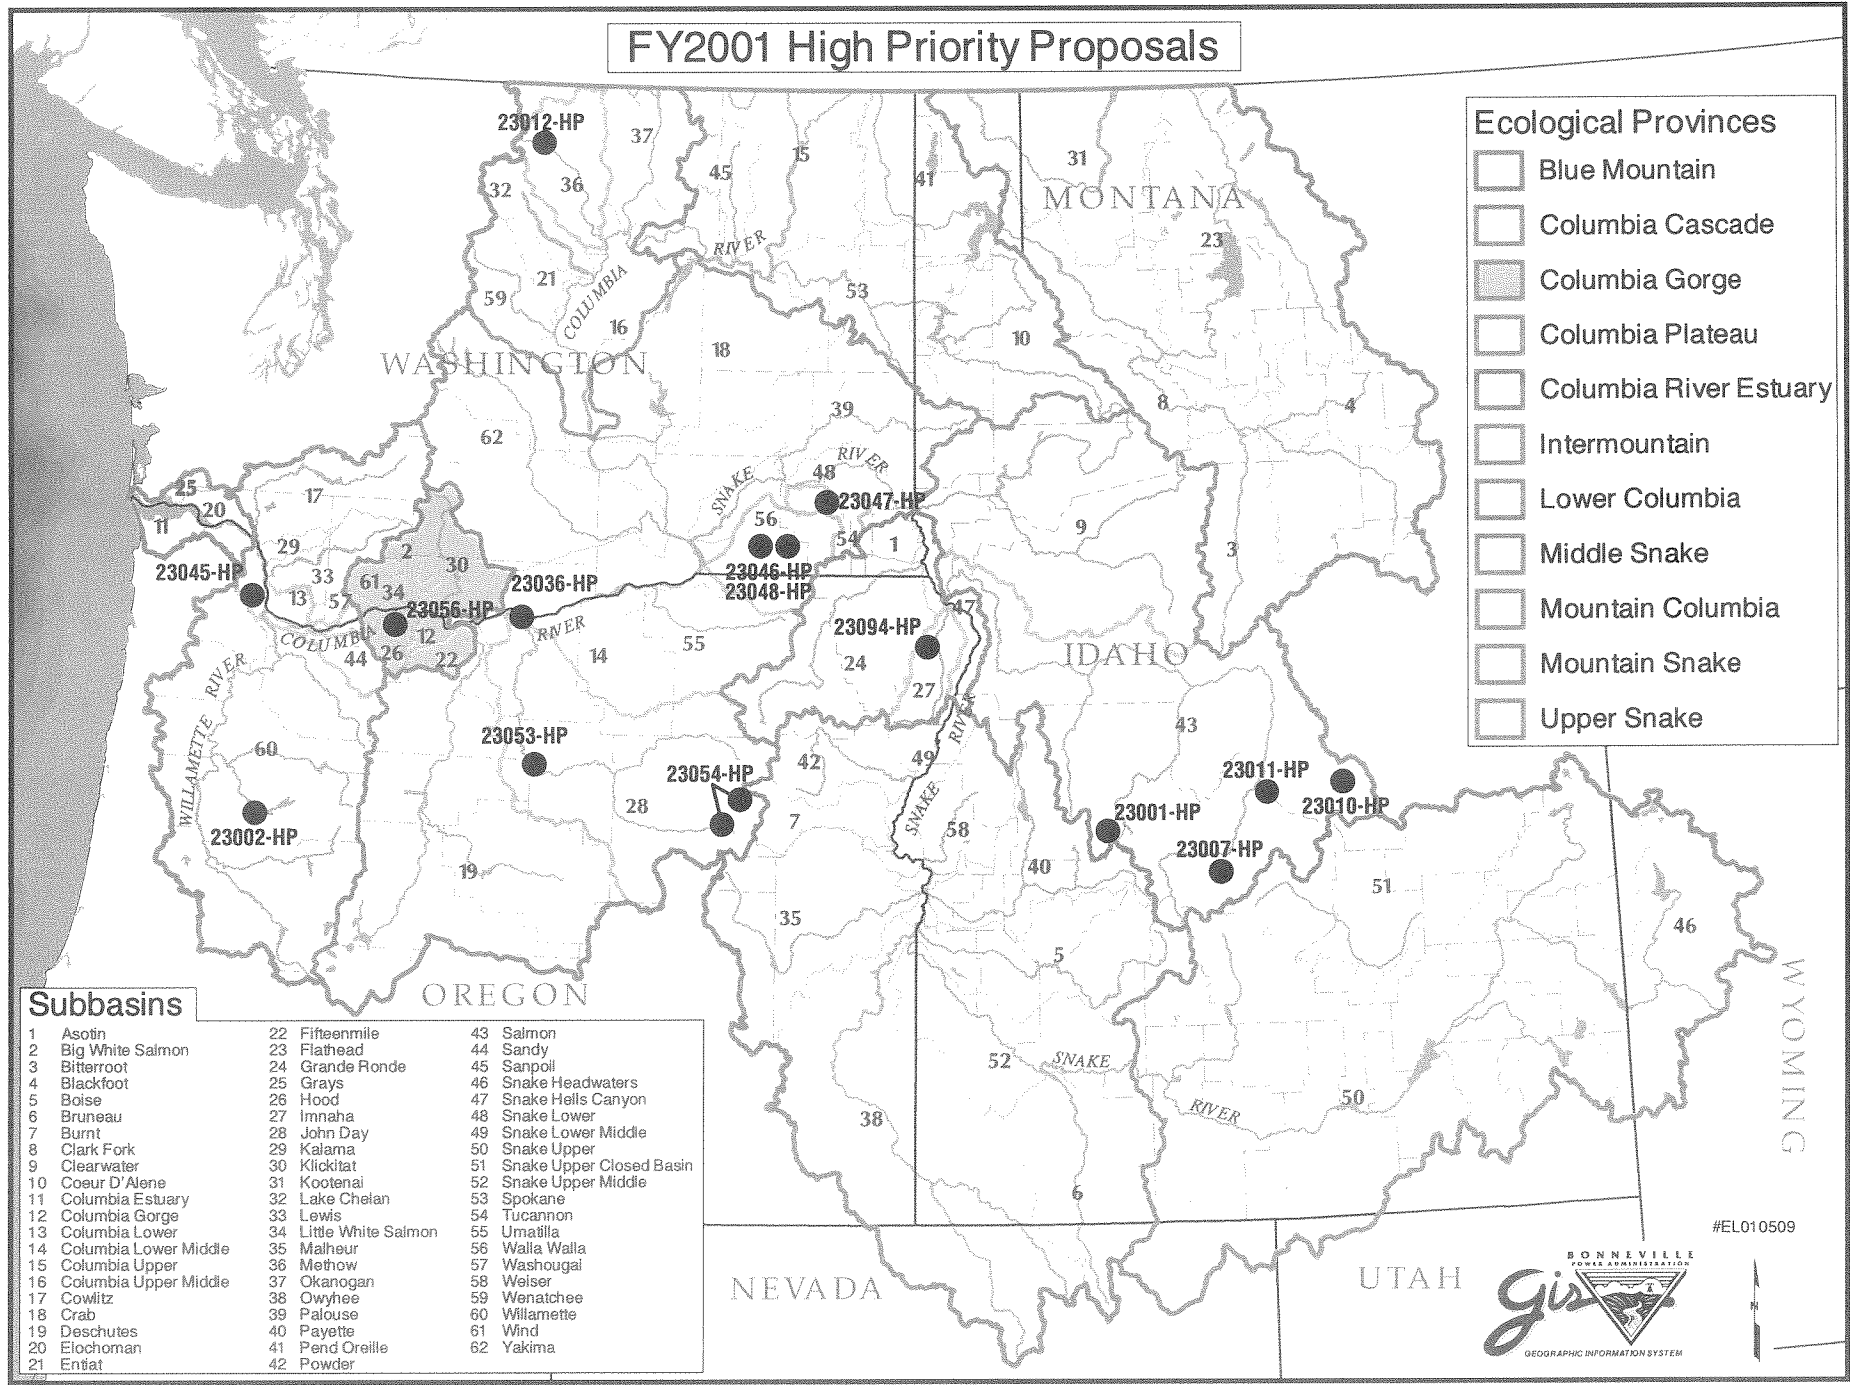 FY2001 High Priority Proposals
Ecological Provinces
Blue Mountain
Columbia Cascade
Columbia Gorge
Columbia Plateau
Columbia River Estuary
Intermountain
Lower Columbia
Middle Snake
Mountain Columbia
Mountain Snake
Upper Snake
23012-HP
37
45
15
41
31
32
36
MONTANA
23
RIVER
21
59
COLUMBIA
53
16
18
10
WASHINGTON
8
4
39
62
RIVER
48
SNAKE
25
17
20
11
23047-HP
56
9
54
1
3
29
2
30
23045-HP
33
61
34
13
57
23036-HP
23046-HP
23048-HP
23056-HP
47
COLUMBIA
12
RIVER
23094-HP
44
26
22
14
55
24
IDAHO
RIVER
27
WILLAMETTE
RIVER
43
23053-HP
60
42
49
23054-HP
23011-HP
23010-HP
28
SNAKE
23001-HP
7
58
23002-HP
23007-HP
19
40
51
35
46
5
OREGON
WYOMING
52
SNAKE
50
RIVER
38
6
NEVADA
UTAH
Subbasins
1 Asotin
2 Big White Salmon
3 Bitterroot
4 Blackfoot
5 Boise
6 Bruneau
7 Burnt
8 Clark Fork
9 Clearwater
10 Coeur D'Alene
11 Columbia Estuary
12 Columbia Gorge
13 Columbia Lower
14 Columbia Lower Middle
15 Columbia Upper
16 Columbia Upper Middle
17 Cowlitz
18 Crab
19 Deschutes
20 Elochoman
21 Entiat
22 Fifteenmile
23 Flathead
24 Grande Ronde
25 Grays
26 Hood
27 Imnaha
28 John Day
29 Kalama
30 Klickitat
31 Kootenai
32 Lake Chelan
33 Lewis
34 Little White Salmon
35 Malheur
36 Methow
37 Okanogan
38 Owyhee
39 Palouse
40 Payette
41 Pend Oreille
42 Powder
43 Salmon
44 Sandy
45 Sanpoil
46 Snake Headwaters
47 Snake Hells Canyon
48 Snake Lower
49 Snake Lower Middle
50 Snake Upper
51 Snake Upper Closed Basin
52 Snake Upper Middle
53 Spokane
54 Tucannon
55 Umatilla
56 Walla Walla
57 Washougal
58 Weiser
59 Wenatchee
60 Willamette
61 Wind
62 Yakima
#EL010509
BONNEVILLE
POWER ADMINISTRATION
Gis
GEOGRAPHIC INFORMATION SYSTEM
N